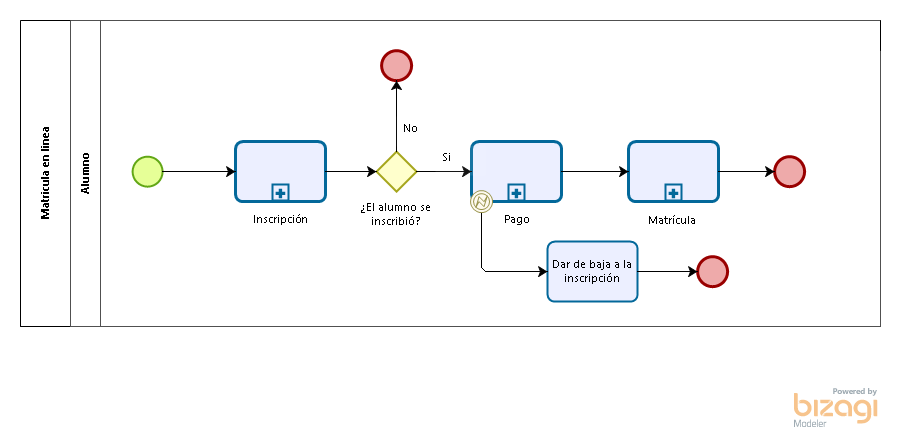 Matrícula en línea
Alumno
No
Si
Inscripción
¿El alumno se
inscribió?
Pago
Matrícula
Dar de baja a la
inscripción
Powered by
bizagi
Modeler